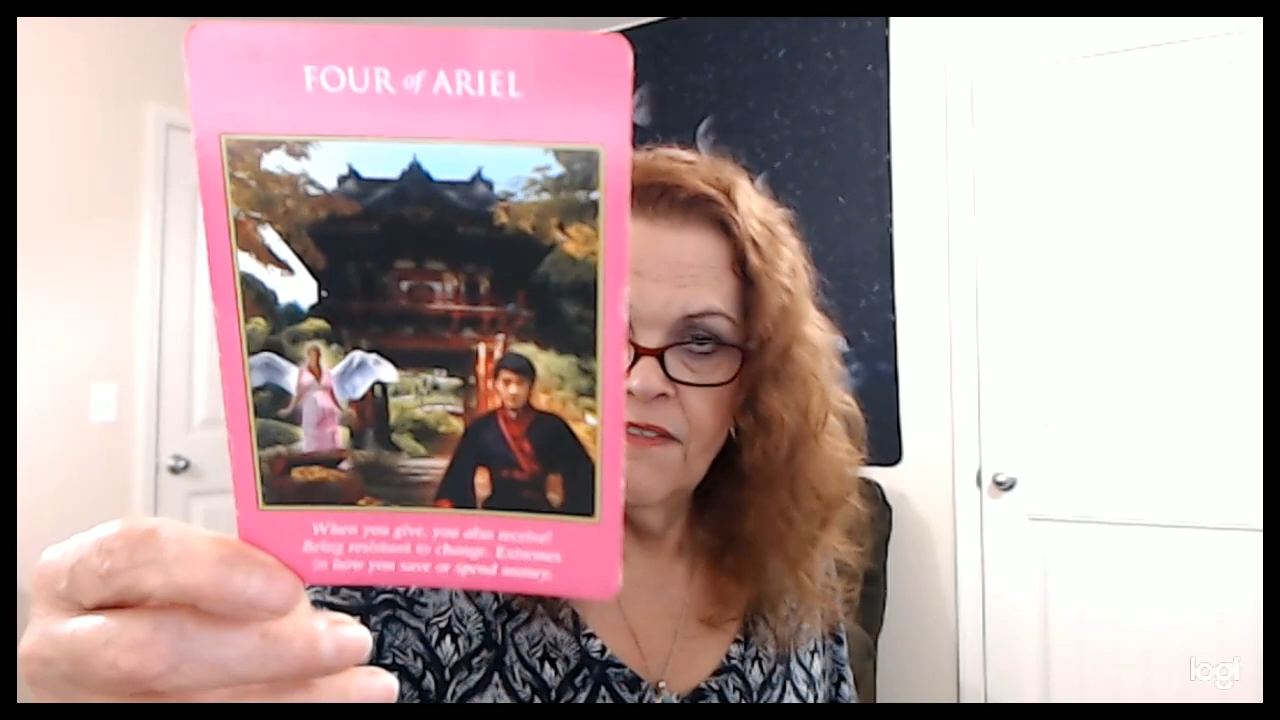 FOUR of ARIEL
When you give, you also receive!
Being resistant to change. Extremes
in how you save or spend money.
logi